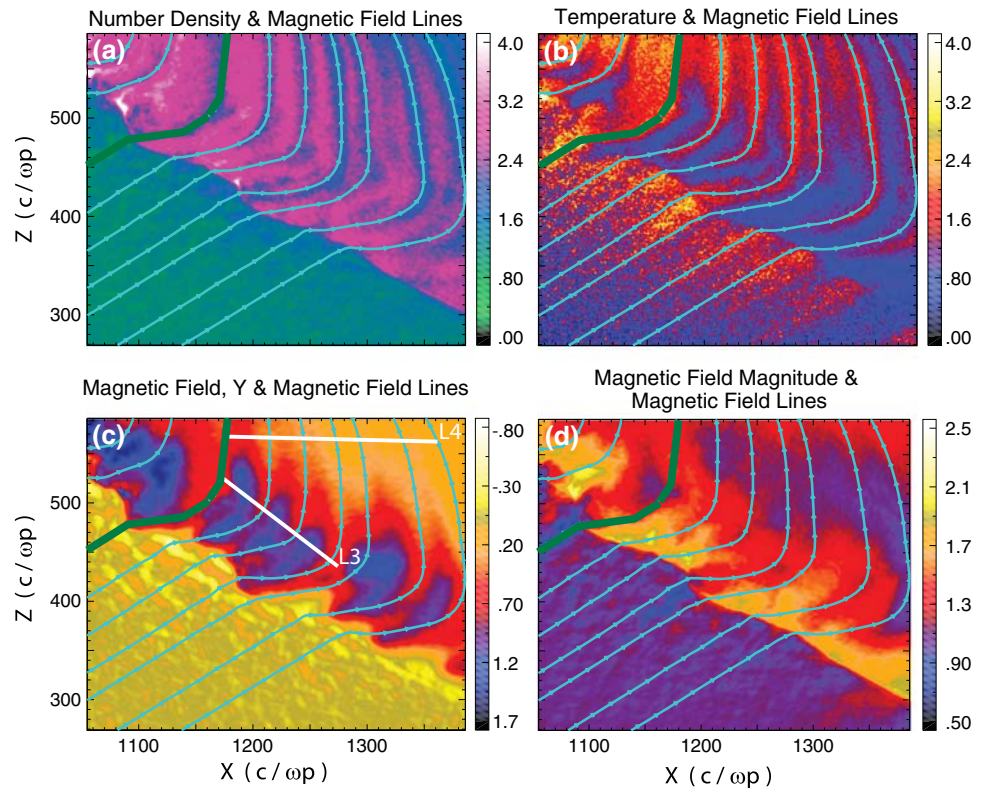 Number Density & Magnetic Field Lines
Temperature & Magnetic Field Lines
(a)
(b)
4.0
3.2
2.4
1.6
.80
.00
4.0
3.2
2.4
1.6
.80
.00
500
400
300
Z (c/ωp)
Magnetic Field, Y & Magnetic Field Lines
Magnetic Field Magnitude &
Magnetic Field Lines
(c)
(d)
L4
L3
-.80
-.30
.20
.70
1.2
1.7
2.5
2.1
1.7
1.3
.90
.50
500
400
300
Z (c/ωp)
1100
1200
1300
1100
1200
1300
X (c/ωp)
X (c/ωp)